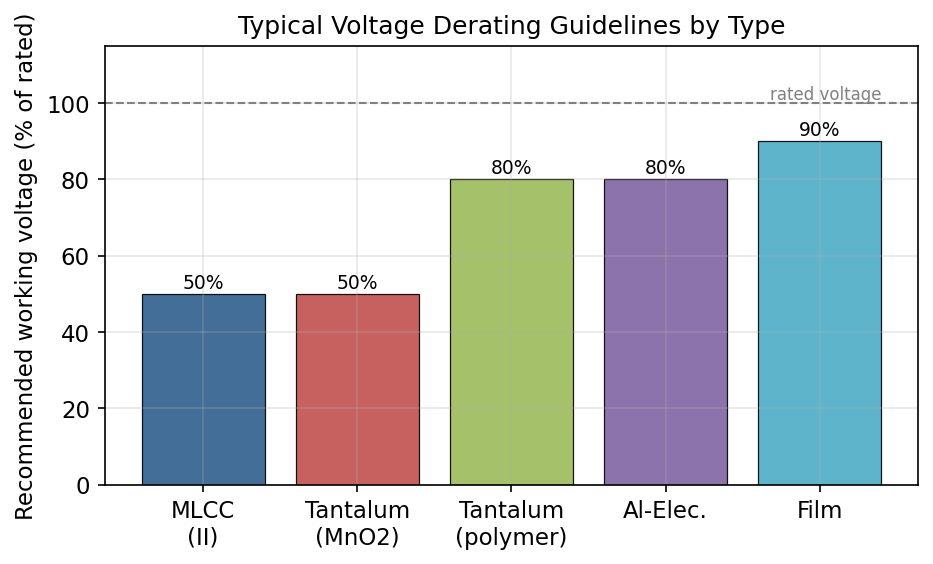 Typical Voltage Derating Guidelines by Type
Recommended working voltage (% of rated)
100
80
60
40
20
0
rated voltage
50%
50%
80%
80%
90%
MLCC
(II)
Tantalum
(MnO2)
Tantalum
(polymer)
Al-Elec.
Film